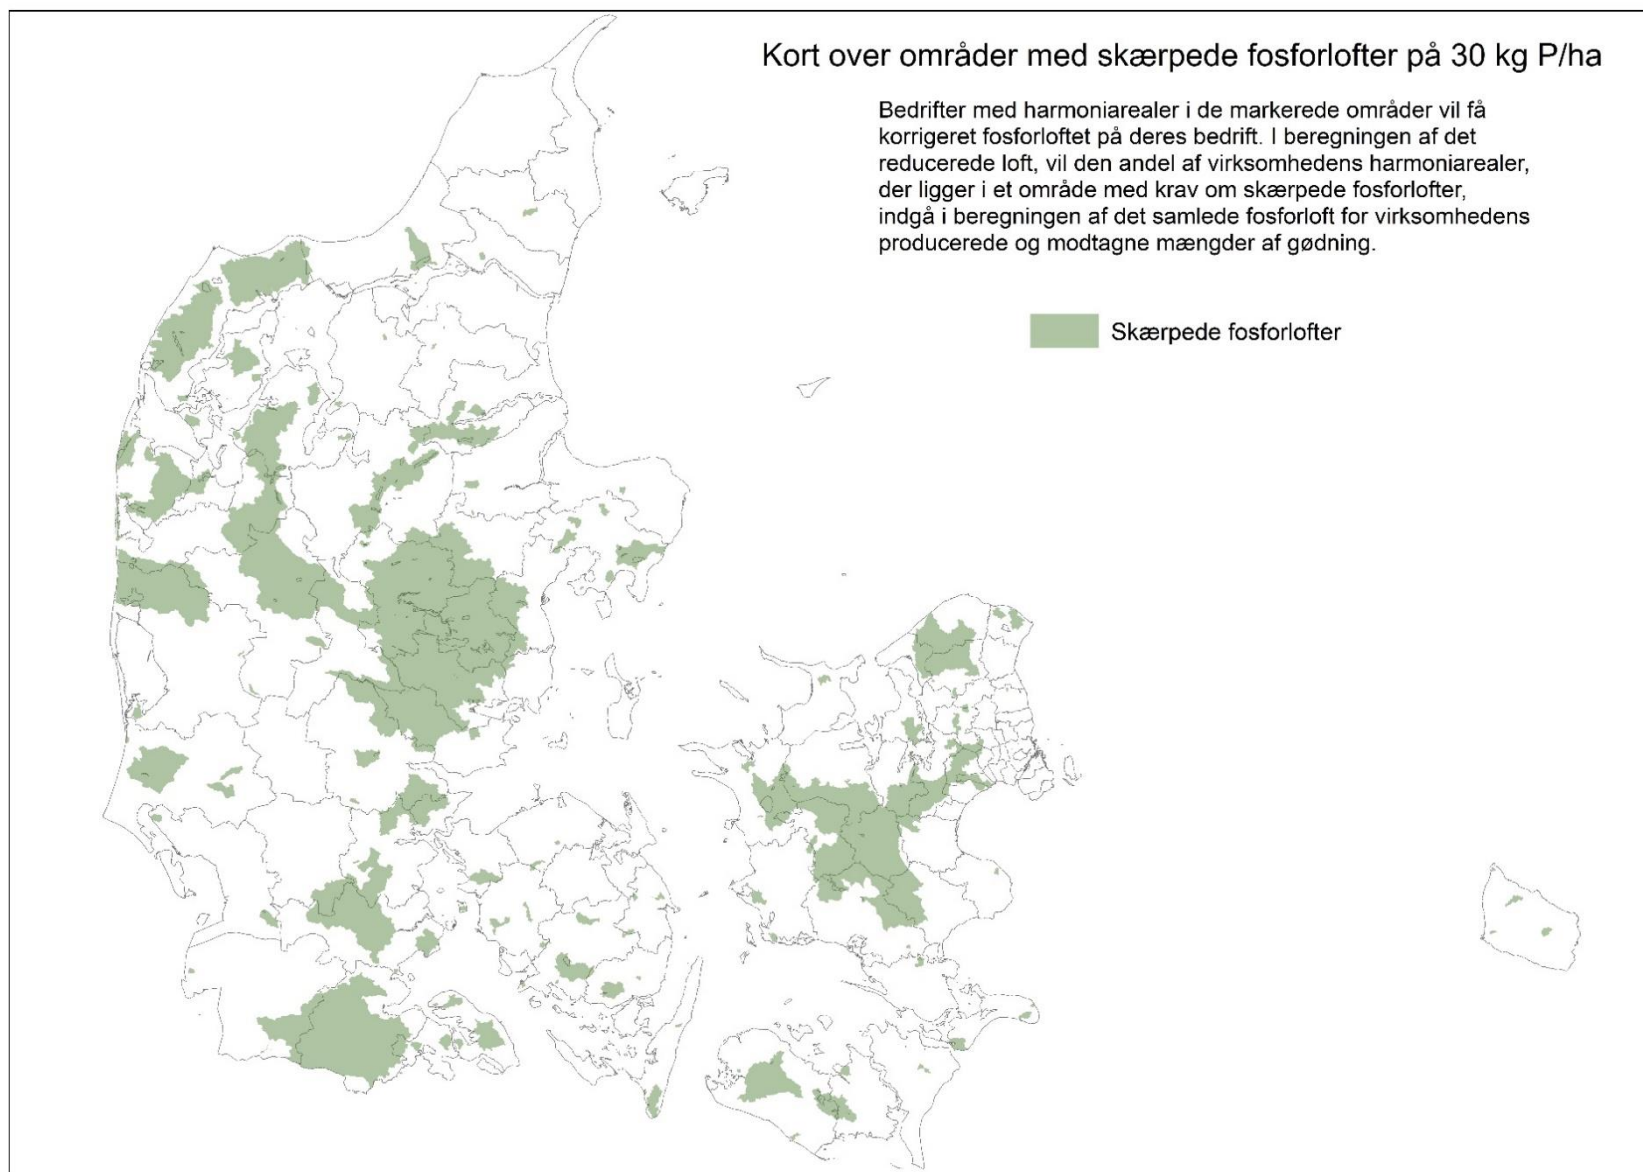 Kort over områder med skærpede fosforlofter på 30 kg P/ha
Bedrifter med harmoniarealer i de markerede områder vil få
korrigeret fosforloftet på deres bedrift. I beregningen af det
reducerede loft, vil den andel af virksomhedens harmoniarealer,
der ligger i et område med krav om skærpede fosforlofter,
indgå i beregningen af det samlede fosforloft for virksomhedens
producerede og modtagne mængder af gødning.
Skærpede fosforlofter